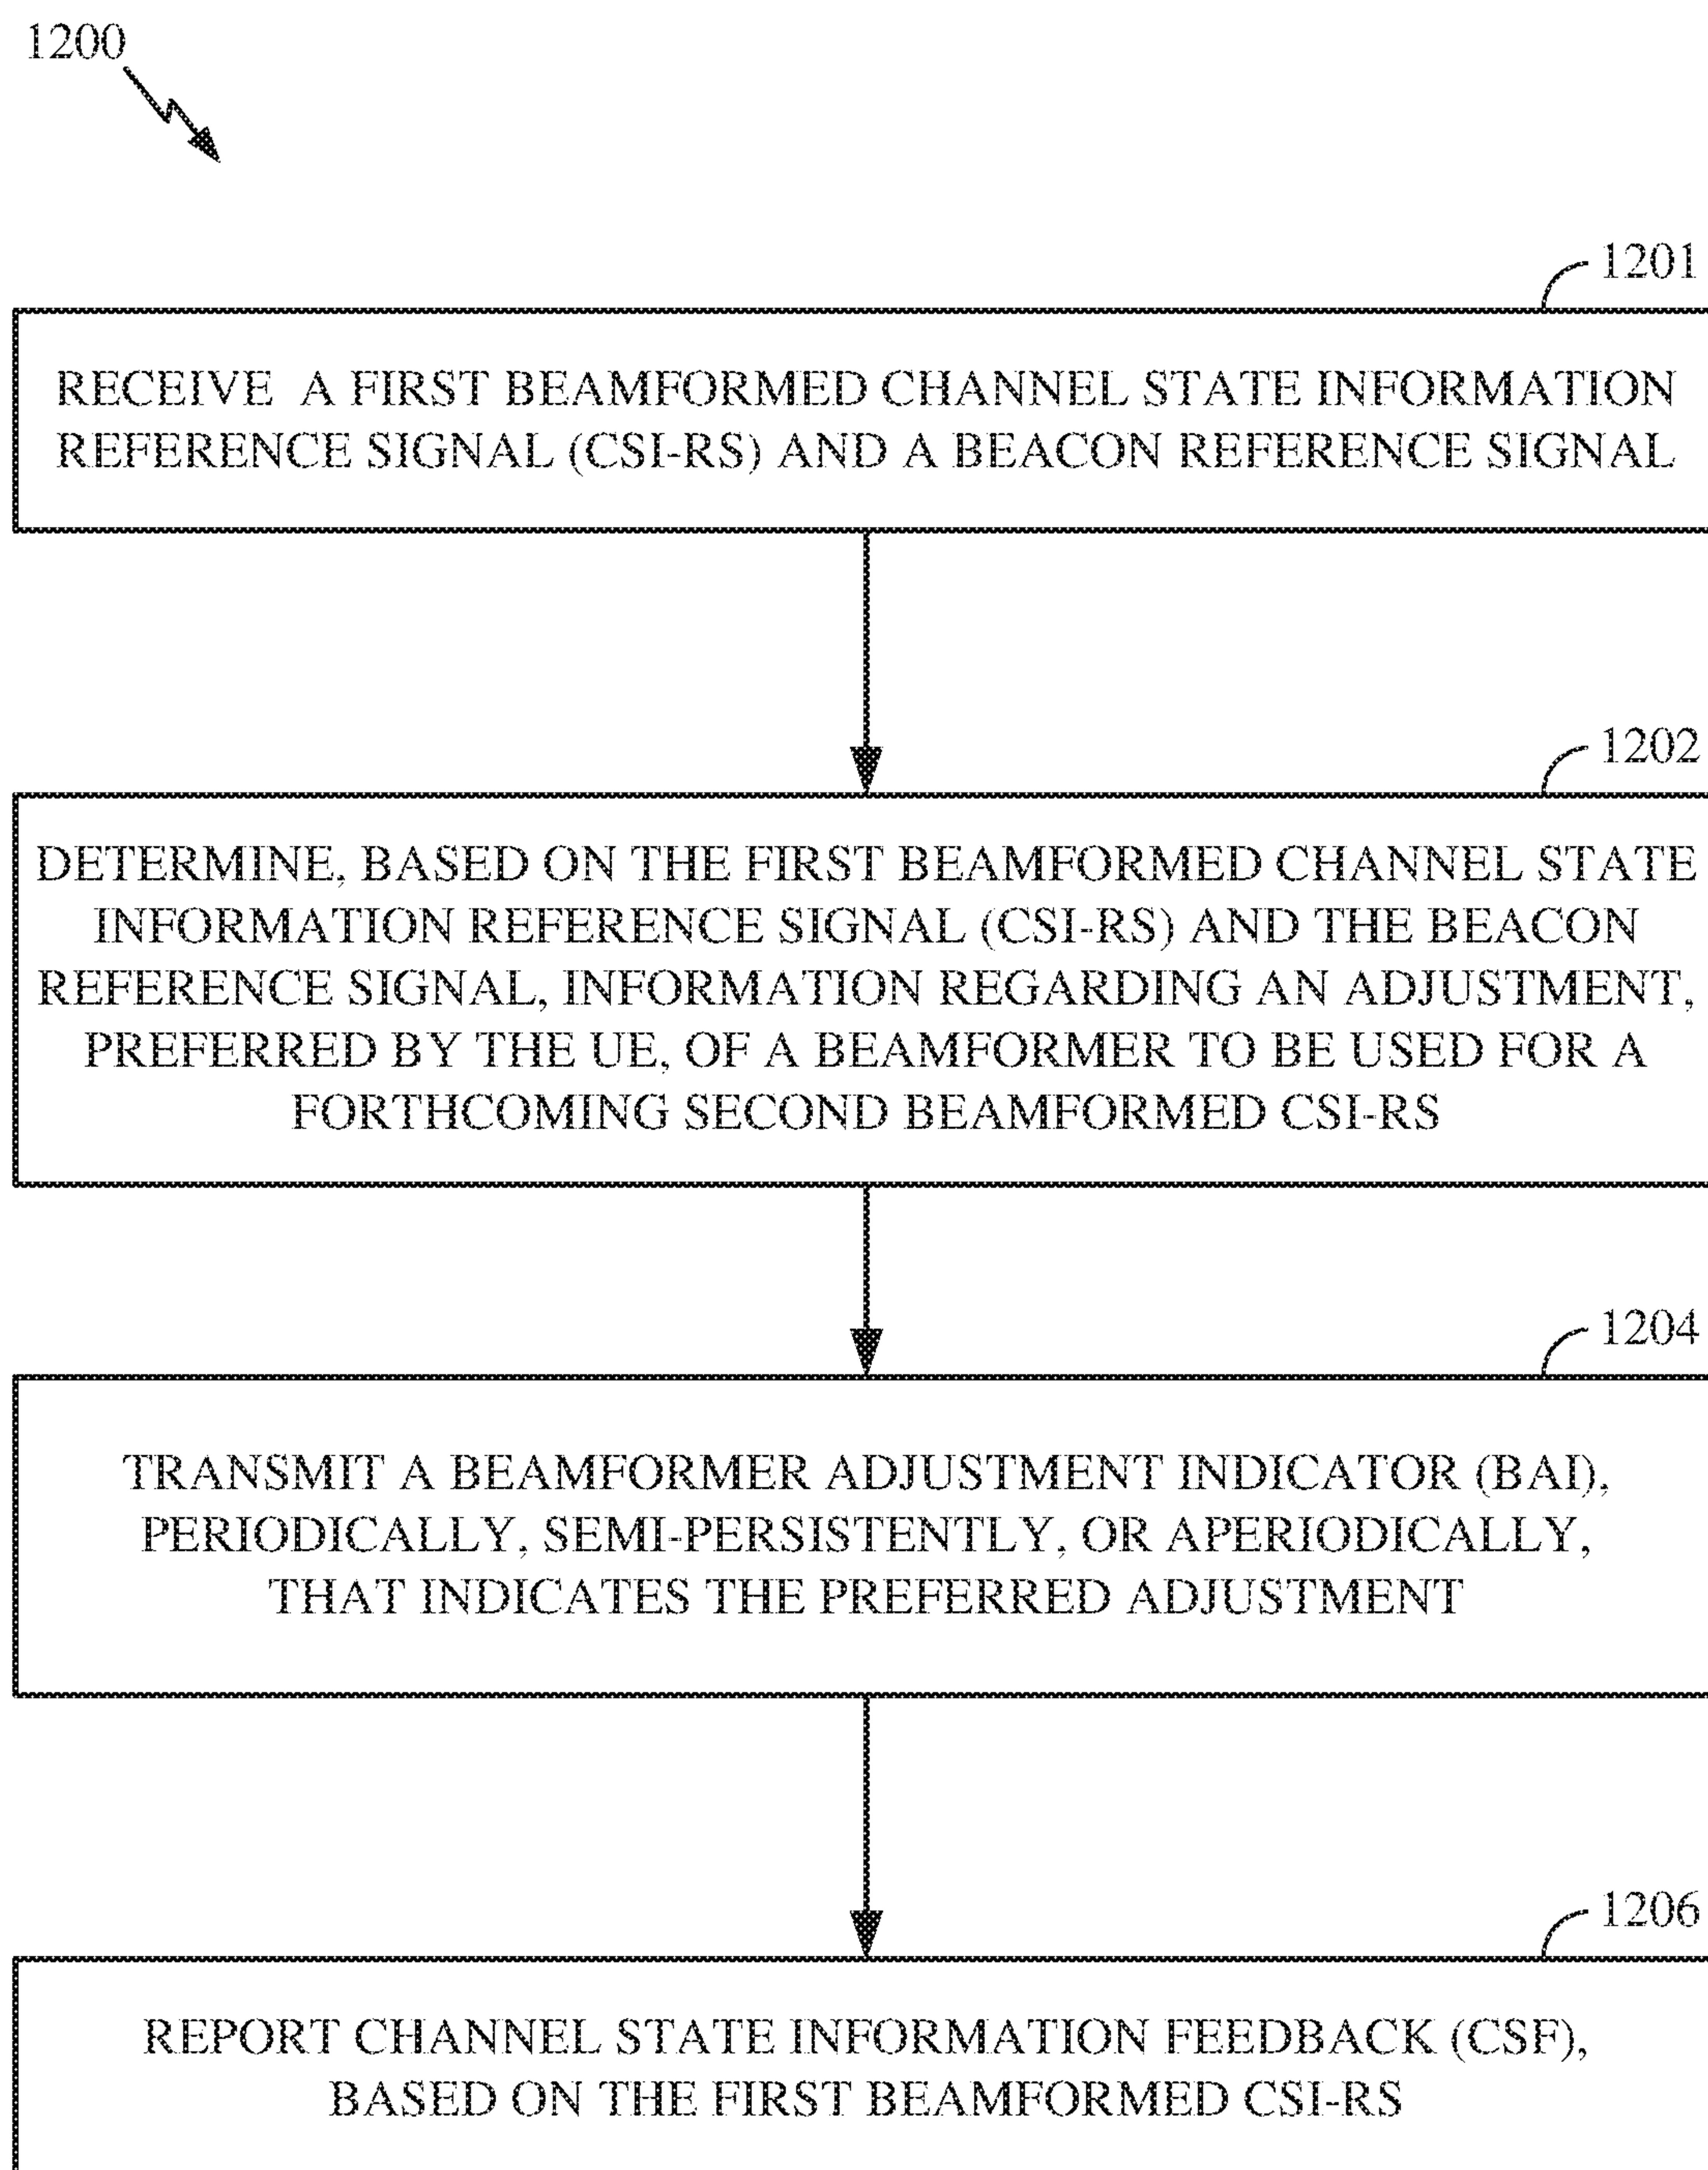 1200
1201
RECEIVE A FIRST BEAMFORMED CHANNEL STATE INFORMATION
REFERENCE SIGNAL (CSI-RS) AND A BEACON REFERENCE SIGNAL
1202
DETERMINE, BASED ON THE FIRST BEAMFORMED CHANNEL STATE
INFORMATION REFERENCE SIGNAL (CSI-RS) AND THE BEACON
REFERENCE SIGNAL, INFORMATION REGARDING AN ADJUSTMENT,
PREFERRED BY THE UE, OF A BEAMFORMER TO BE USED FOR A
FORTHCOMING SECOND BEAMFORMED CSI-RS
1204
TRANSMIT A BEAMFORMER ADJUSTMENT INDICATOR (BAI),
PERIODICALLY, SEMI-PERSISTENTLY, OR APERIODICALLY,
THAT INDICATES THE PREFERRED ADJUSTMENT
1206
REPORT CHANNEL STATE INFORMATION FEEDBACK (CSF),
BASED ON THE FIRST BEAMFORMED CSI-RS